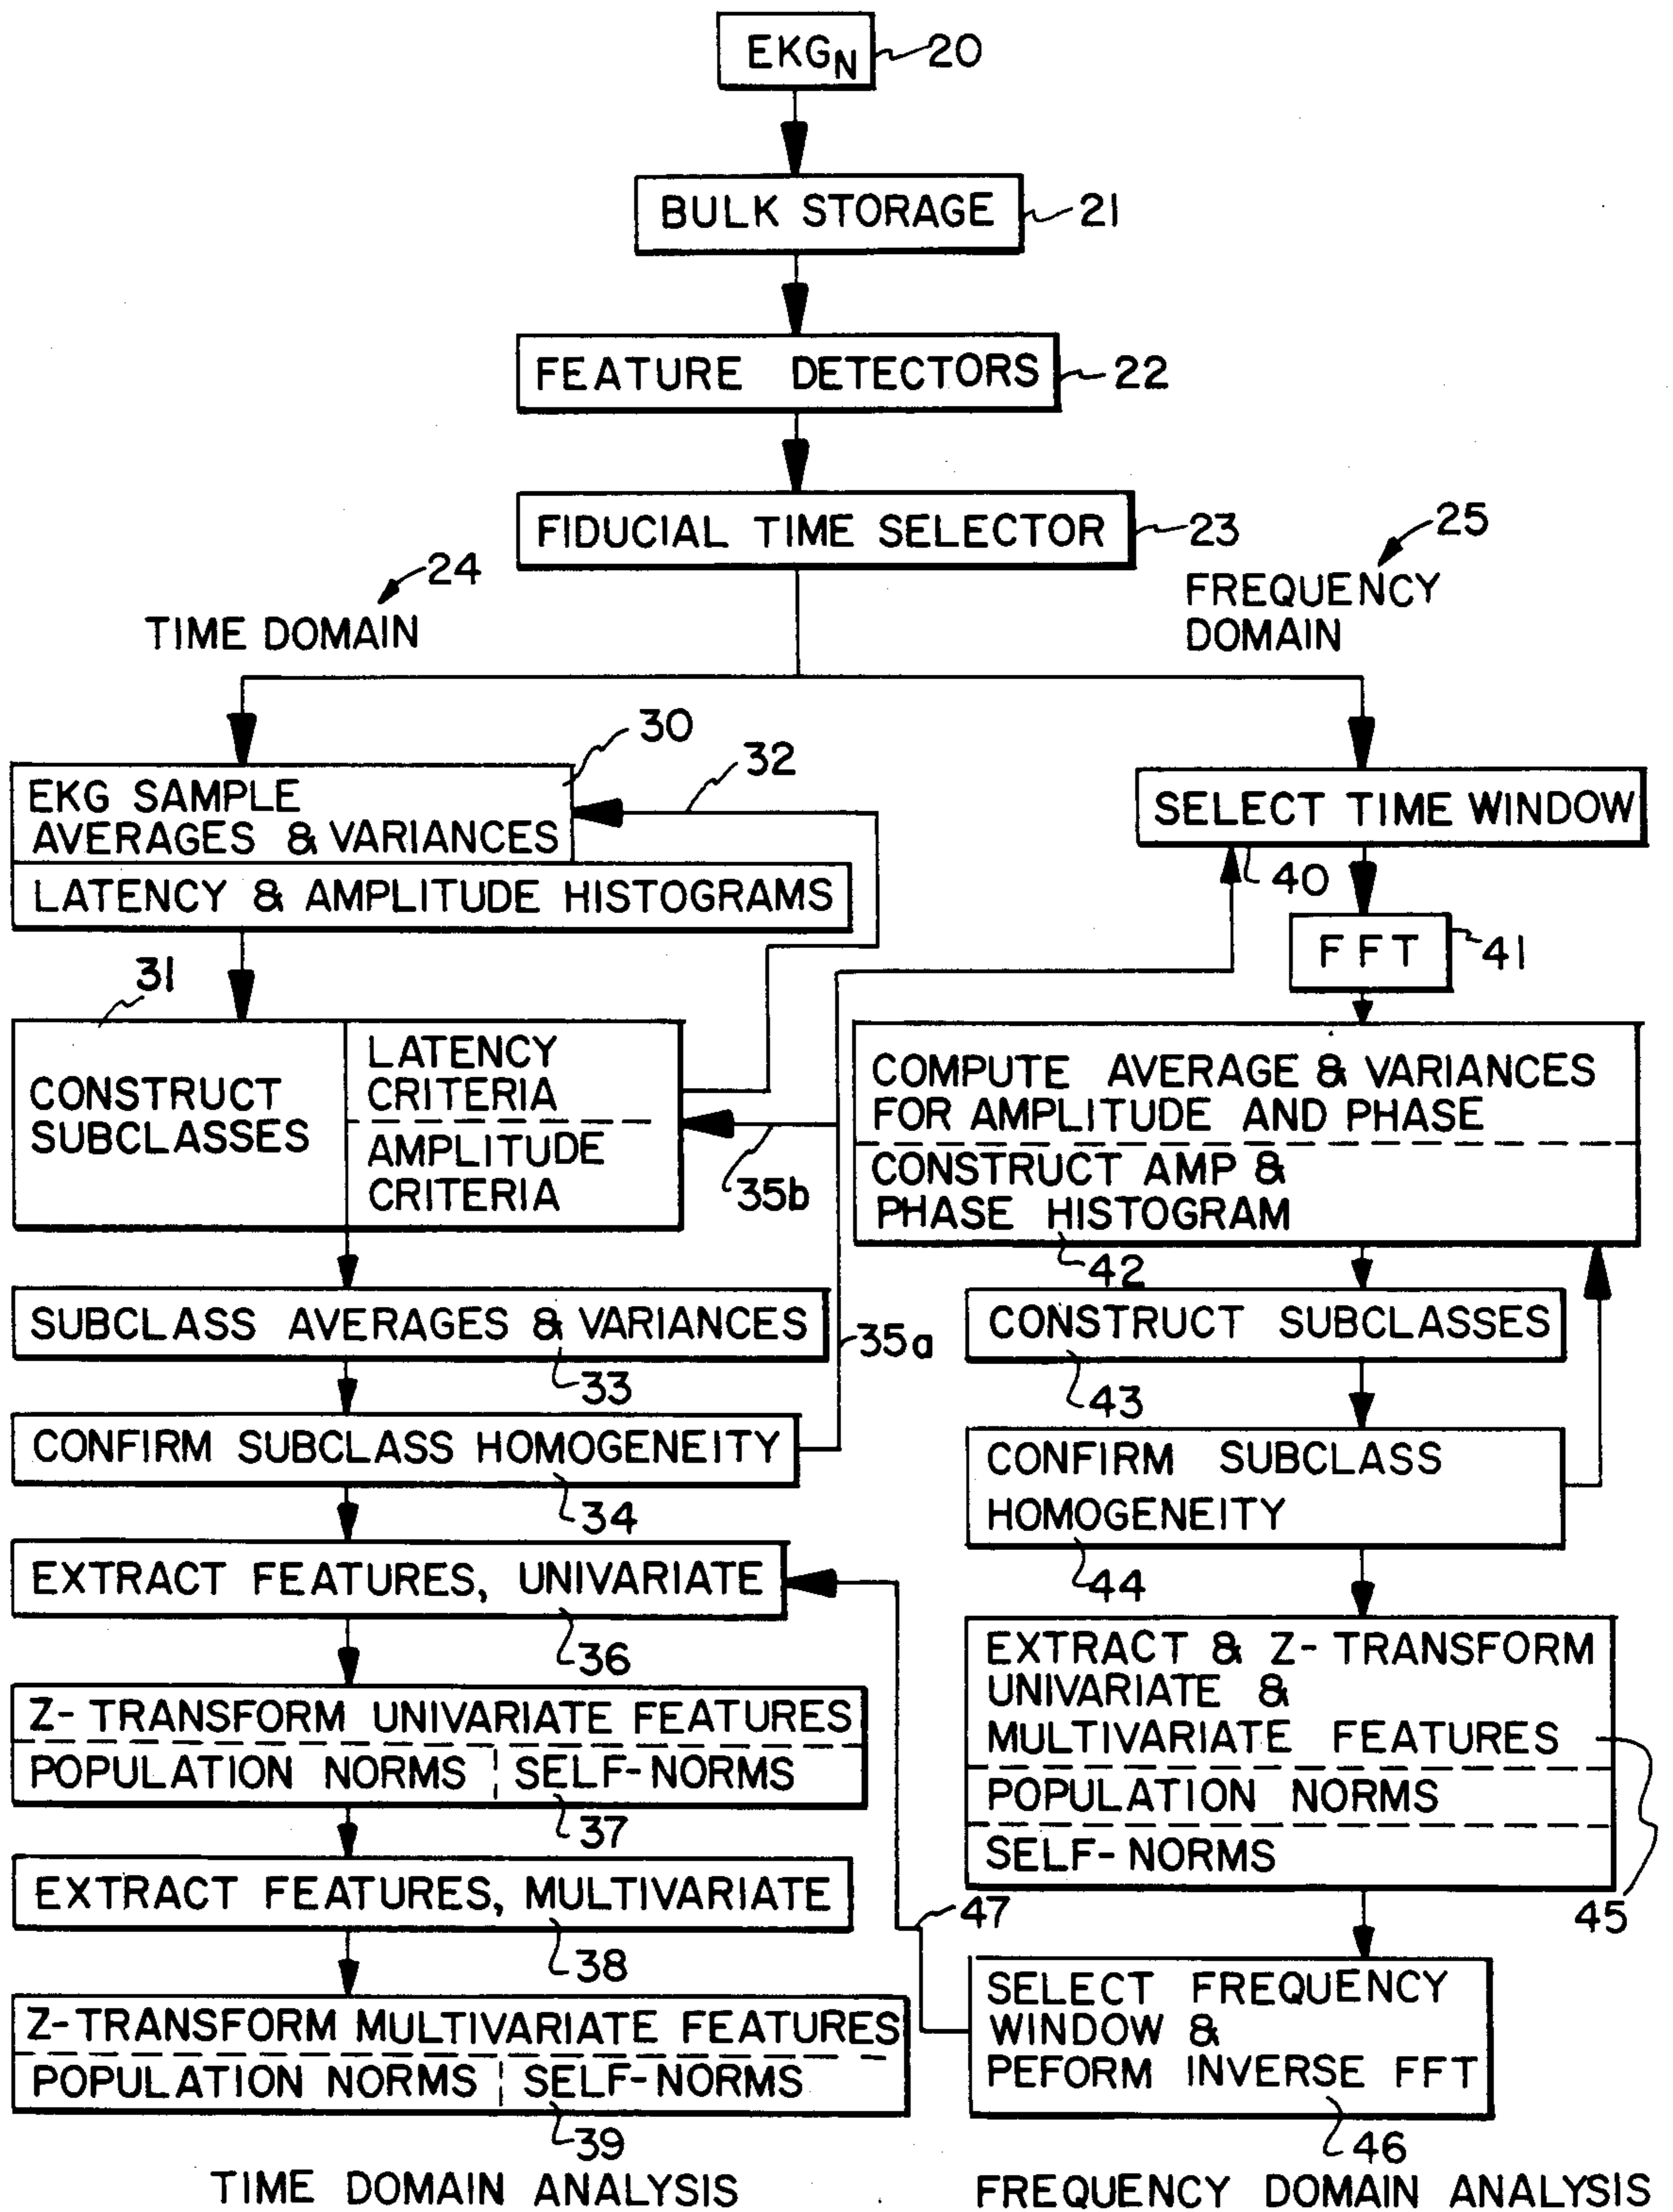 EKGN
20
BULK STORAGE
21
FEATURE DETECTORS
22
FIDUCIAL TIME SELECTOR
23
24
TIME DOMAIN
25
FREQUENCY
DOMAIN
30
EKG SAMPLE
AVERAGES & VARIANCES
LATENCY & AMPLITUDE HISTOGRAMS
32
31
CONSTRUCT
SUBCLASSES
LATENCY
CRITERIA
AMPLITUDE
CRITERIA
35b
SUBCLASS AVERAGES & VARIANCES
33
35a
CONFIRM SUBCLASS HOMOGENEITY
34
EXTRACT FEATURES, UNIVARIATE
36
Z-TRANSFORM UNIVARIATE FEATURES
POPULATION NORMS
SELF-NORMS
37
EXTRACT FEATURES, MULTIVARIATE
38
Z-TRANSFORM MULTIVARIATE FEATURES
POPULATION NORMS
SELF-NORMS
39
TIME DOMAIN ANALYSIS
SELECT TIME WINDOW
40
FFT
41
COMPUTE AVERAGE & VARIANCES
FOR AMPLITUDE AND PHASE
CONSTRUCT AMP &
PHASE HISTOGRAM
42
CONSTRUCT SUBCLASSES
43
CONFIRM SUBCLASS
HOMOGENEITY
44
EXTRACT & Z-TRANSFORM
UNIVARIATE &
MULTIVARIATE FEATURES
POPULATION NORMS
SELF-NORMS
45
47
SELECT FREQUENCY
WINDOW &
PEFORM INVERSE FFT
46
FREQUENCY DOMAIN ANALYSIS